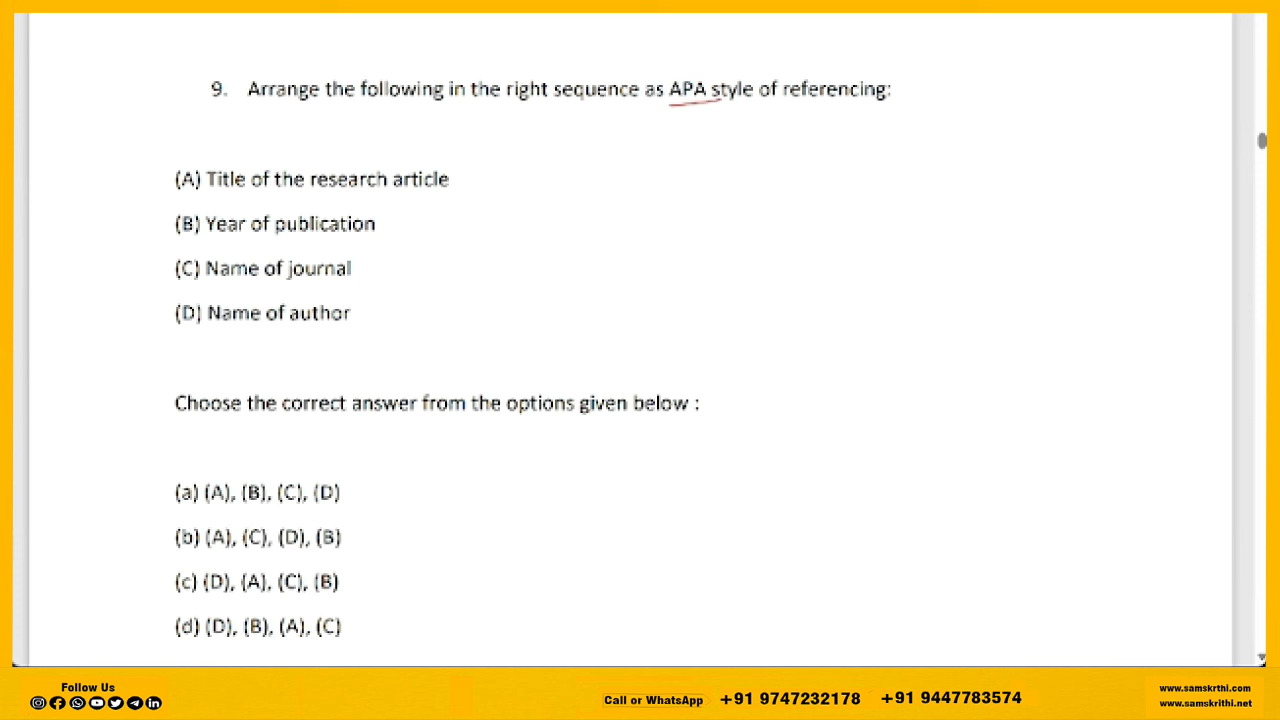 9. Arrange the following in the right sequence as APA style of referencing:
(A) Title of the research article
(B) Year of publication
(C) Name of journal
(D) Name of author
Choose the correct answer from the options given below :
(a) (A), (B), (C), (D)
(b) (A), (C), (D), (B)
(c) (D), (A), (C), (B)
(d) (D), (B), (A), (C)
Follow Us
Call or WhatsApp +91 9747232178 +91 9447783574
www.samskrthi.com
www.samskrithi.net